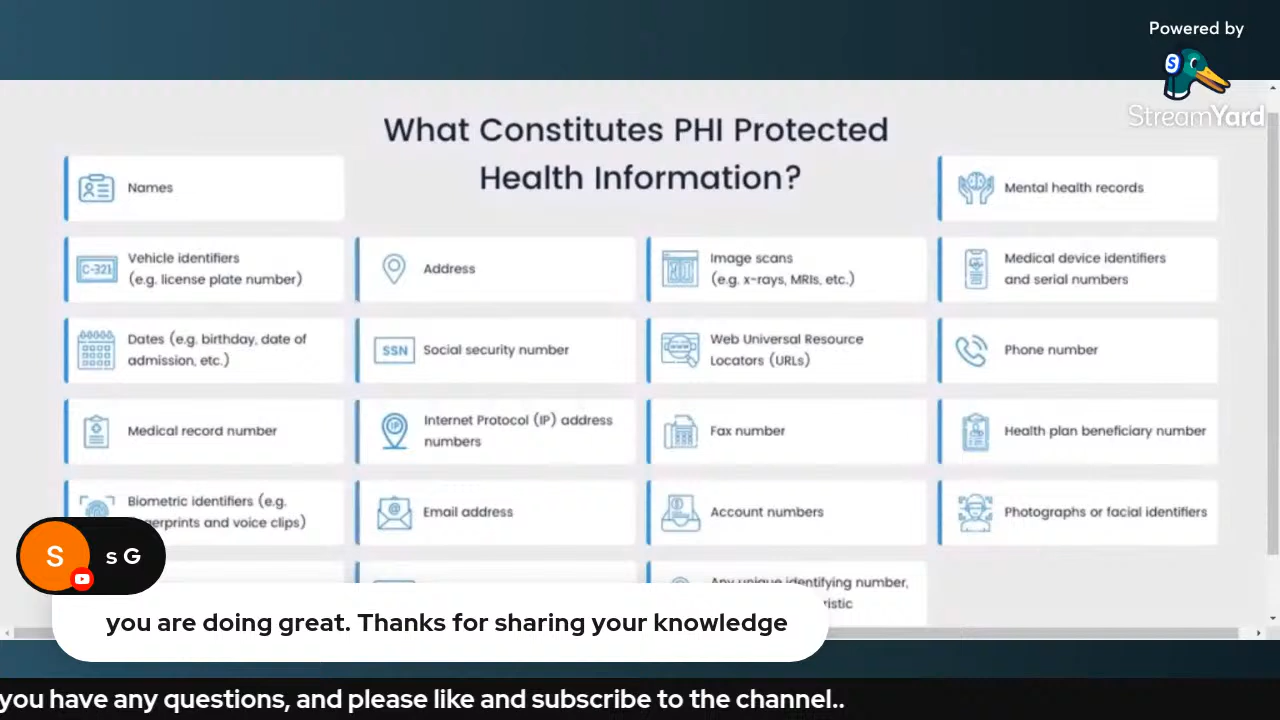 Powered by
StreamYard
What Constitutes PHI Protected
Health Information?
Names
Mental health records
Vehicle identifiers
(e.g. license plate number)
C-321
Address
Image scans
(e.g. x-rays, MRIs, etc.)
Medical device identifiers
and serial numbers
Dates (e.g. birthday, date of
admission, etc.)
SSN
Social security number
Web Universal Resource
Locators (URLs)
Phone number
Medical record number
IP
Internet Protocol (IP) address
numbers
Fax number
Health plan beneficiary number
Biometric identifiers (e.g.
fingerprints and voice clips)
Email address
Account numbers
Photographs or facial identifiers
Any unique identifying number,
S
s G
you are doing great. Thanks for sharing your knowledge
you have any questions, and please like and subscribe to the channel..